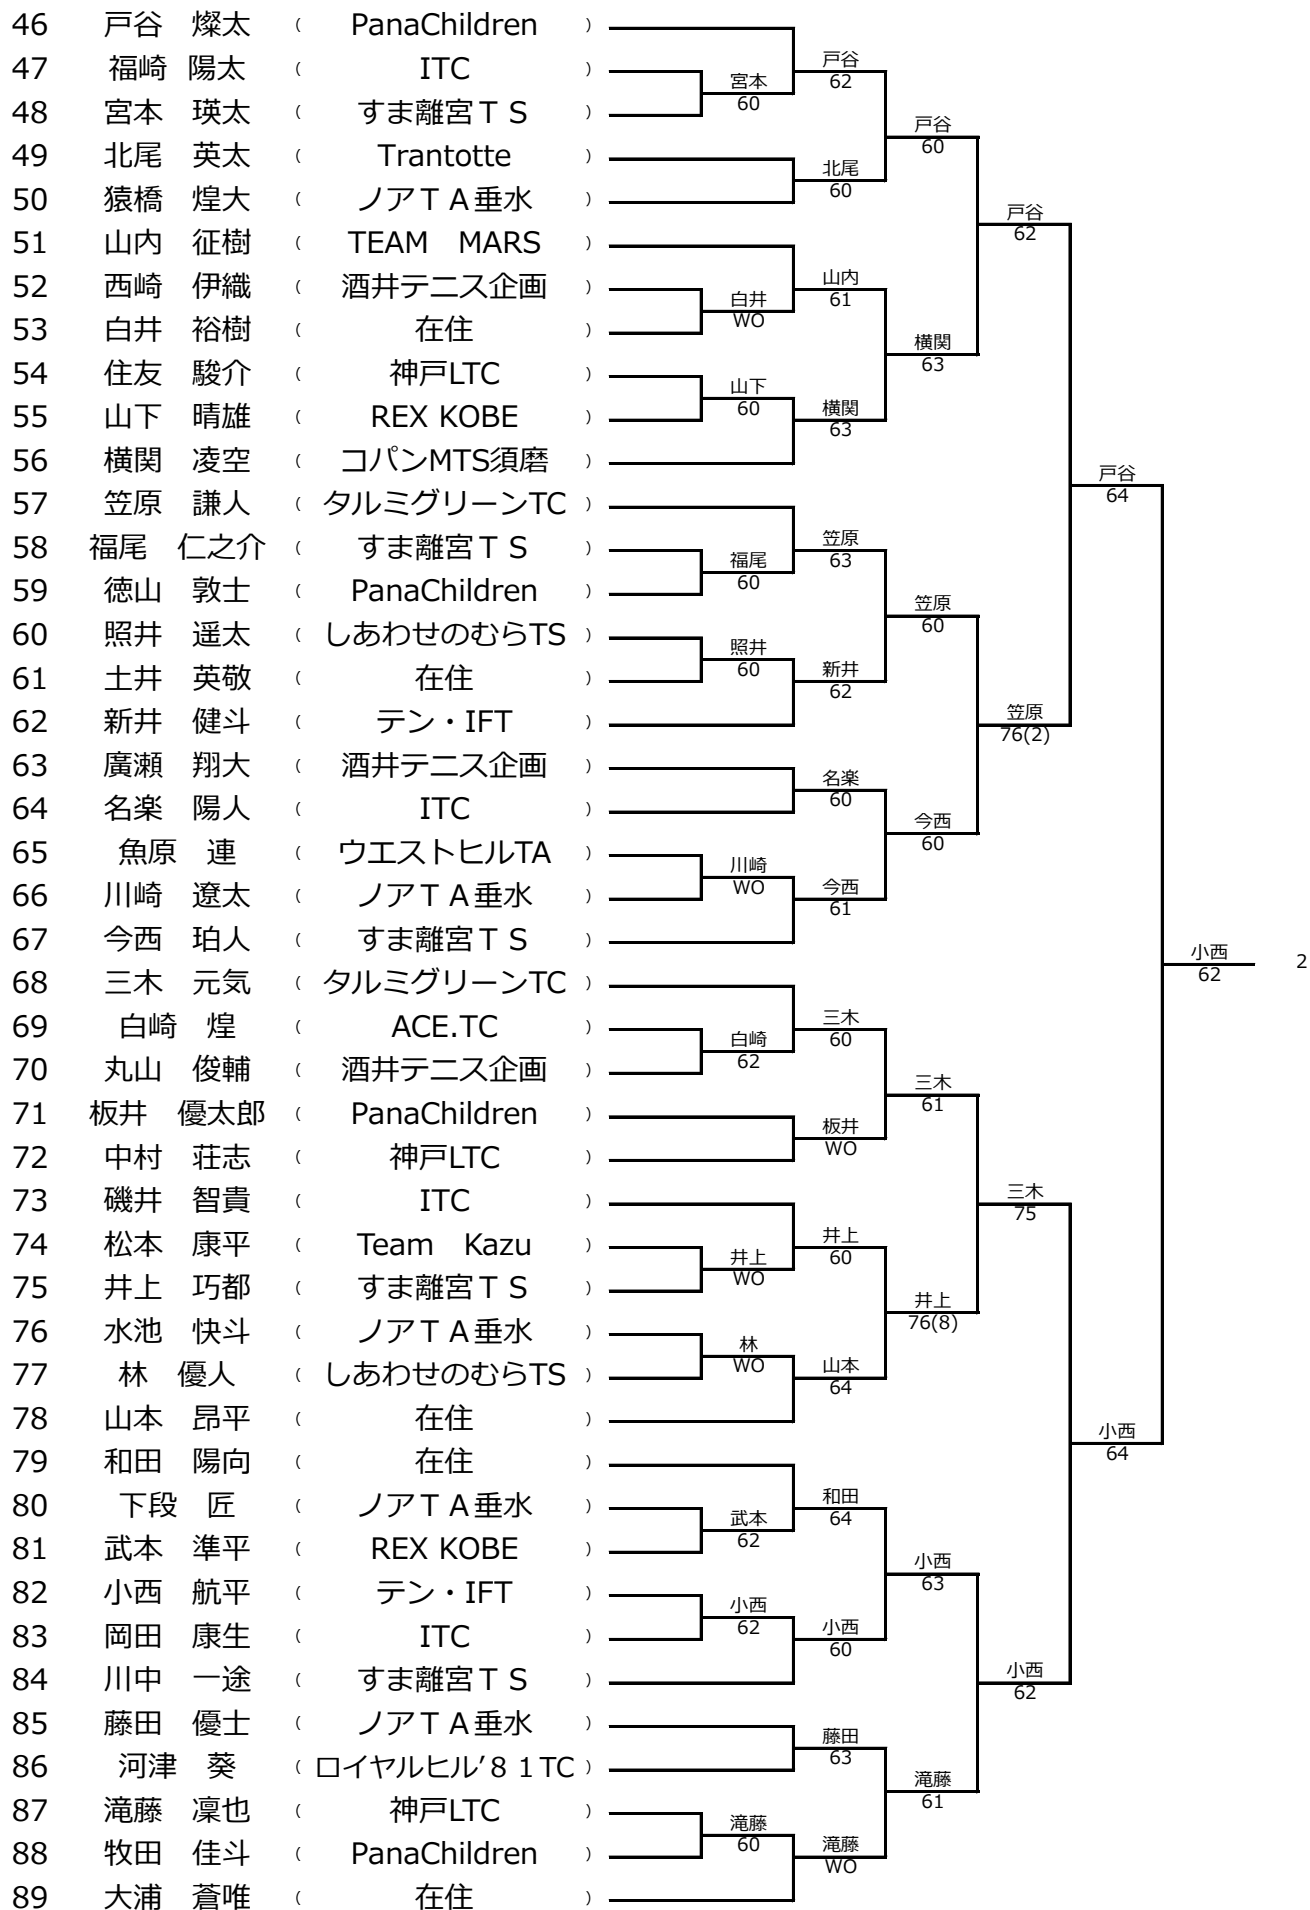 46 戸谷 燦太 ( PanaChildren )
47 福崎 陽太 ( ITC )
48 宮本 瑛太 ( すま離宮ＴＳ )
49 北尾 英太 ( Trantotte )
50 猿橋 煌大 ( ノアＴＡ垂水 )
51 山内 征樹 ( TEAM MARS )
52 西崎 伊織 ( 酒井テニス企画 )
53 白井 裕樹 ( 在住 )
54 住友 駿介 ( 神戸LTC )
55 山下 晴雄 ( REX KOBE )
56 横関 凌空 ( コパンMTS須磨 )
57 笠原 謙人 ( タルミグリーンTC )
58 福尾 仁之介 ( すま離宮ＴＳ )
59 徳山 敦士 ( PanaChildren )
60 照井 遥太 ( しあわせのむらTS )
61 土井 英敬 ( 在住 )
62 新井 健斗 ( テン・IFT )
63 廣瀬 翔大 ( 酒井テニス企画 )
64 名楽 陽人 ( ITC )
65 魚原 連 ( ウエストヒルTA )
66 川崎 遼太 ( ノアＴＡ垂水 )
67 今西 珀人 ( すま離宮ＴＳ )
68 三木 元気 ( タルミグリーンTC )
69 白崎 煌 ( ACE.TC )
70 丸山 俊輔 ( 酒井テニス企画 )
71 板井 優太郎 ( PanaChildren )
72 中村 荘志 ( 神戸LTC )
73 磯井 智貴 ( ITC )
74 松本 康平 ( Team Kazu )
75 井上 巧都 ( すま離宮ＴＳ )
76 水池 快斗 ( ノアＴＡ垂水 )
77 林 優人 ( しあわせのむらTS )
78 山本 昂平 ( 在住 )
79 和田 陽向 ( 在住 )
80 下段 匠 ( ノアＴＡ垂水 )
81 武本 準平 ( REX KOBE )
82 小西 航平 ( テン・IFT )
83 岡田 康生 ( ITC )
84 川中 一途 ( すま離宮ＴＳ )
85 藤田 優士 ( ノアＴＡ垂水 )
86 河津 葵 ( ロイヤルヒル’８１TC )
87 滝藤 凜也 ( 神戸LTC )
88 牧田 佳斗 ( PanaChildren )
89 大浦 蒼唯 ( 在住 )
宮本
60
白井
WO
山下
60
福尾
60
照井
60
川崎
WO
白崎
62
井上
WO
林
WO
武本
62
小西
62
滝藤
60
戸谷
62
北尾
60
山内
61
横関
63
笠原
63
新井
62
名楽
60
今西
61
三木
60
板井
WO
井上
60
山本
64
和田
64
小西
60
藤田
63
滝藤
WO
戸谷
60
横関
63
笠原
60
今西
60
三木
61
井上
76(8)
小西
63
滝藤
61
戸谷
62
笠原
76(2)
三木
75
小西
62
戸谷
64
小西
64
小西
62
2